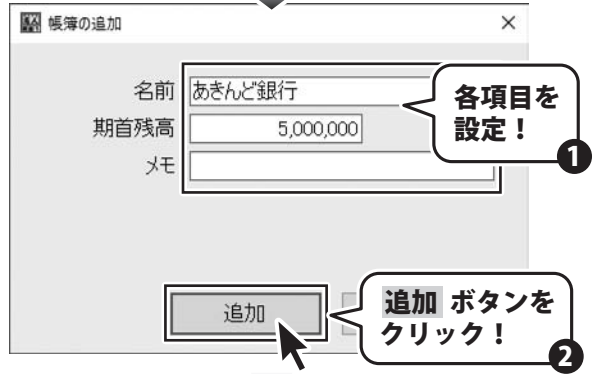 帳簿の追加
名前 あきんど銀行
期首残高 5,000,000
メモ
各項目を
設定！
1
追加
追加 ボタンを
クリック！
2